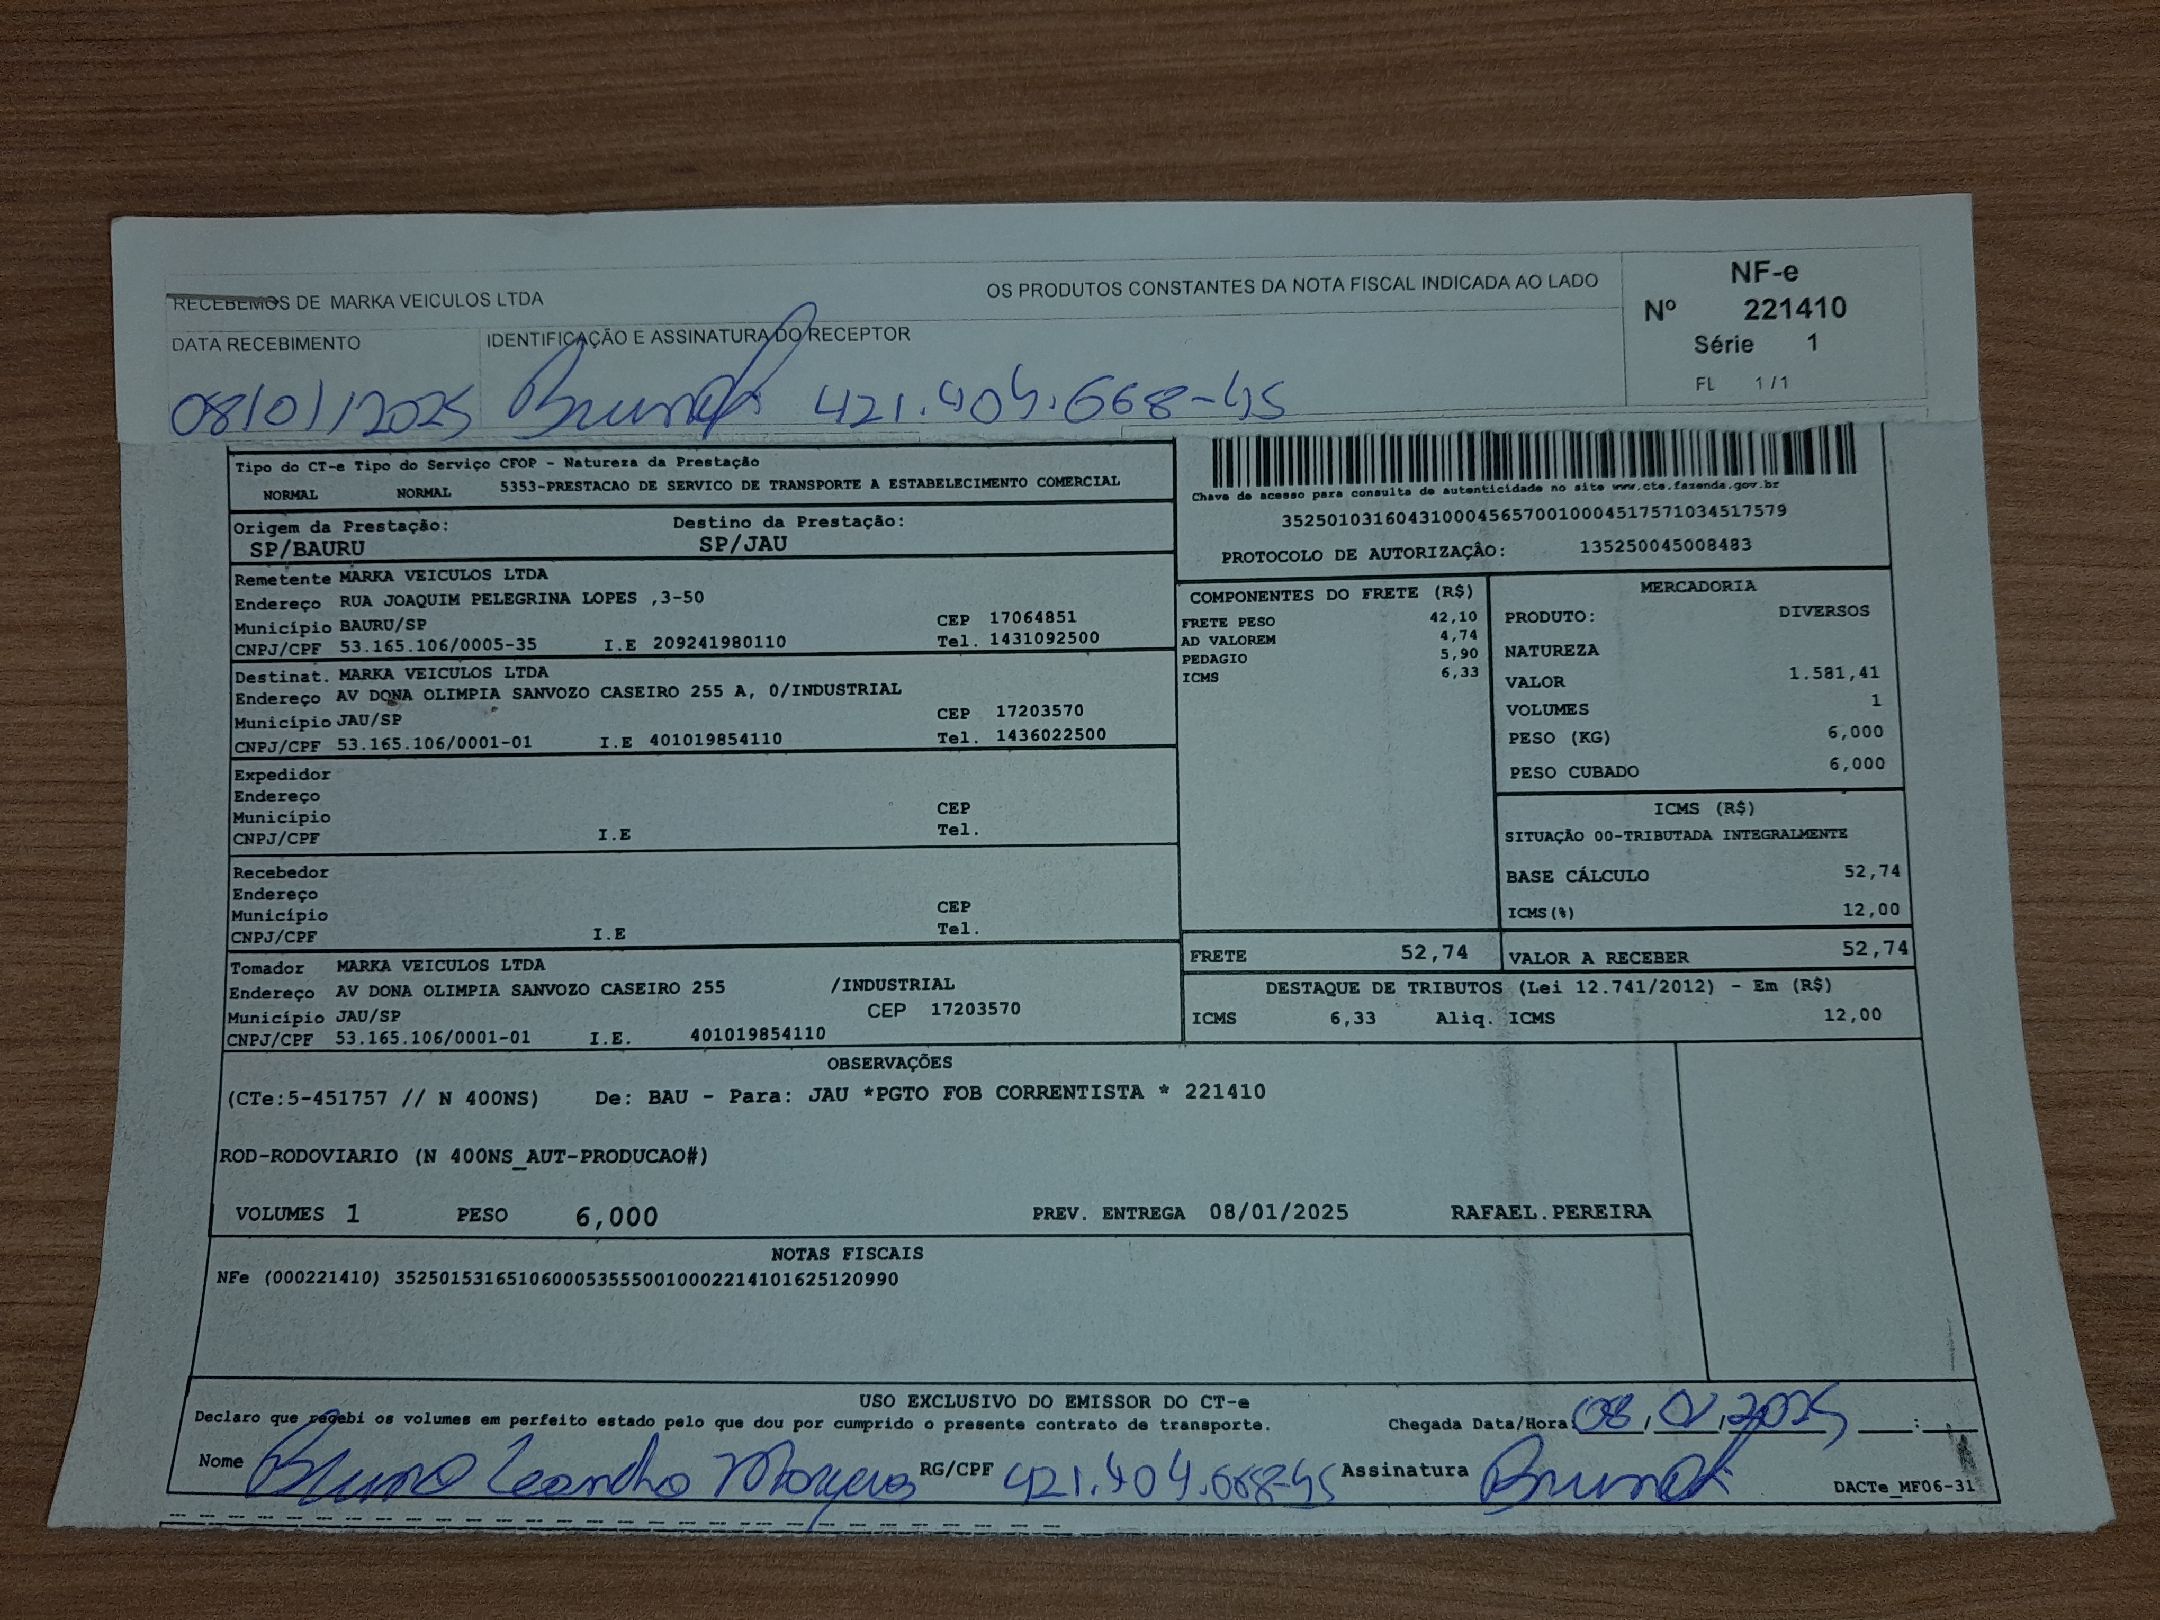 RECEBEMOS DE MARKA VEICULOS LTDA OS PRODUTOS CONSTANTES DA NOTA FISCAL INDICADA AO LADO
NF-e
Nº 221410
Série 1
FL 1/1
DATA RECEBIMENTO IDENTIFICAÇÃO E ASSINATURA DO RECEPTOR
08/01/2025 421.404.668-45
Tipo do CT-e Tipo do Serviço CFOP - Natureza da Prestação
NORMAL NORMAL 5353-PRESTACAO DE SERVICO DE TRANSPORTE A ESTABELECIMENTO COMERCIAL
Origem da Prestação: Destino da Prestação:
SP/BAURU SP/JAU
Chave de acesso para consulta de autenticidade no site www.cte.fazenda.gov.br
35250103160431000456570010004517571034517579
PROTOCOLO DE AUTORIZAÇÂO: 135250045008483
Remetente MARKA VEICULOS LTDA
Endereço RUA JOAQUIM PELEGRINA LOPES ,3-50
Município BAURU/SP CEP 17064851
CNPJ/CPF 53.165.106/0005-35 I.E 209241980110 Tel. 1431092500
Destinat. MARKA VEICULOS LTDA
Endereço AV DONA OLIMPIA SANVOZO CASEIRO 255 A, 0/INDUSTRIAL
Município JAU/SP CEP 17203570
CNPJ/CPF 53.165.106/0001-01 I.E 401019854110 Tel. 1436022500
Expedidor
Endereço
Município CEP
CNPJ/CPF I.E Tel.
Recebedor
Endereço
Município CEP
CNPJ/CPF I.E Tel.
Tomador MARKA VEICULOS LTDA
Endereço AV DONA OLIMPIA SANVOZO CASEIRO 255 /INDUSTRIAL
Município JAU/SP CEP 17203570
CNPJ/CPF 53.165.106/0001-01 I.E. 401019854110
COMPONENTES DO FRETE (R$)
FRETE PESO 42,10
AD VALOREM 4,74
PEDAGIO 5,90
ICMS 6,33
MERCADORIA
PRODUTO: DIVERSOS
NATUREZA
VALOR 1.581,41
VOLUMES 1
PESO (KG) 6,000
PESO CUBADO 6,000
ICMS (R$)
SITUAÇÃO 00-TRIBUTADA INTEGRALMENTE
BASE CÁLCULO 52,74
ICMS(%) 12,00
FRETE 52,74 VALOR A RECEBER 52,74
DESTAQUE DE TRIBUTOS (Lei 12.741/2012) - Em (R$)
ICMS 6,33 Aliq. ICMS 12,00
OBSERVAÇÕES
(CTe:5-451757 // N 400NS) De: BAU - Para: JAU *PGTO FOB CORRENTISTA * 221410
ROD-RODOVIARIO (N 400NS_AUT-PRODUCAO#)
VOLUMES 1 PESO 6,000 PREV. ENTREGA 08/01/2025 RAFAEL.PEREIRA
NOTAS FISCAIS
NFe (000221410) 35250153165106000535550010002214101625120990
USO EXCLUSIVO DO EMISSOR DO CT-e
Declaro que recebi os volumes em perfeito estado pelo que dou por cumprido o presente contrato de transporte. Chegada Data/Hora: 08/01/2025 ___:___
Nome Bruno Leandro RG/CPF 421.404.668-45 Assinatura
DACTe_MF06-31